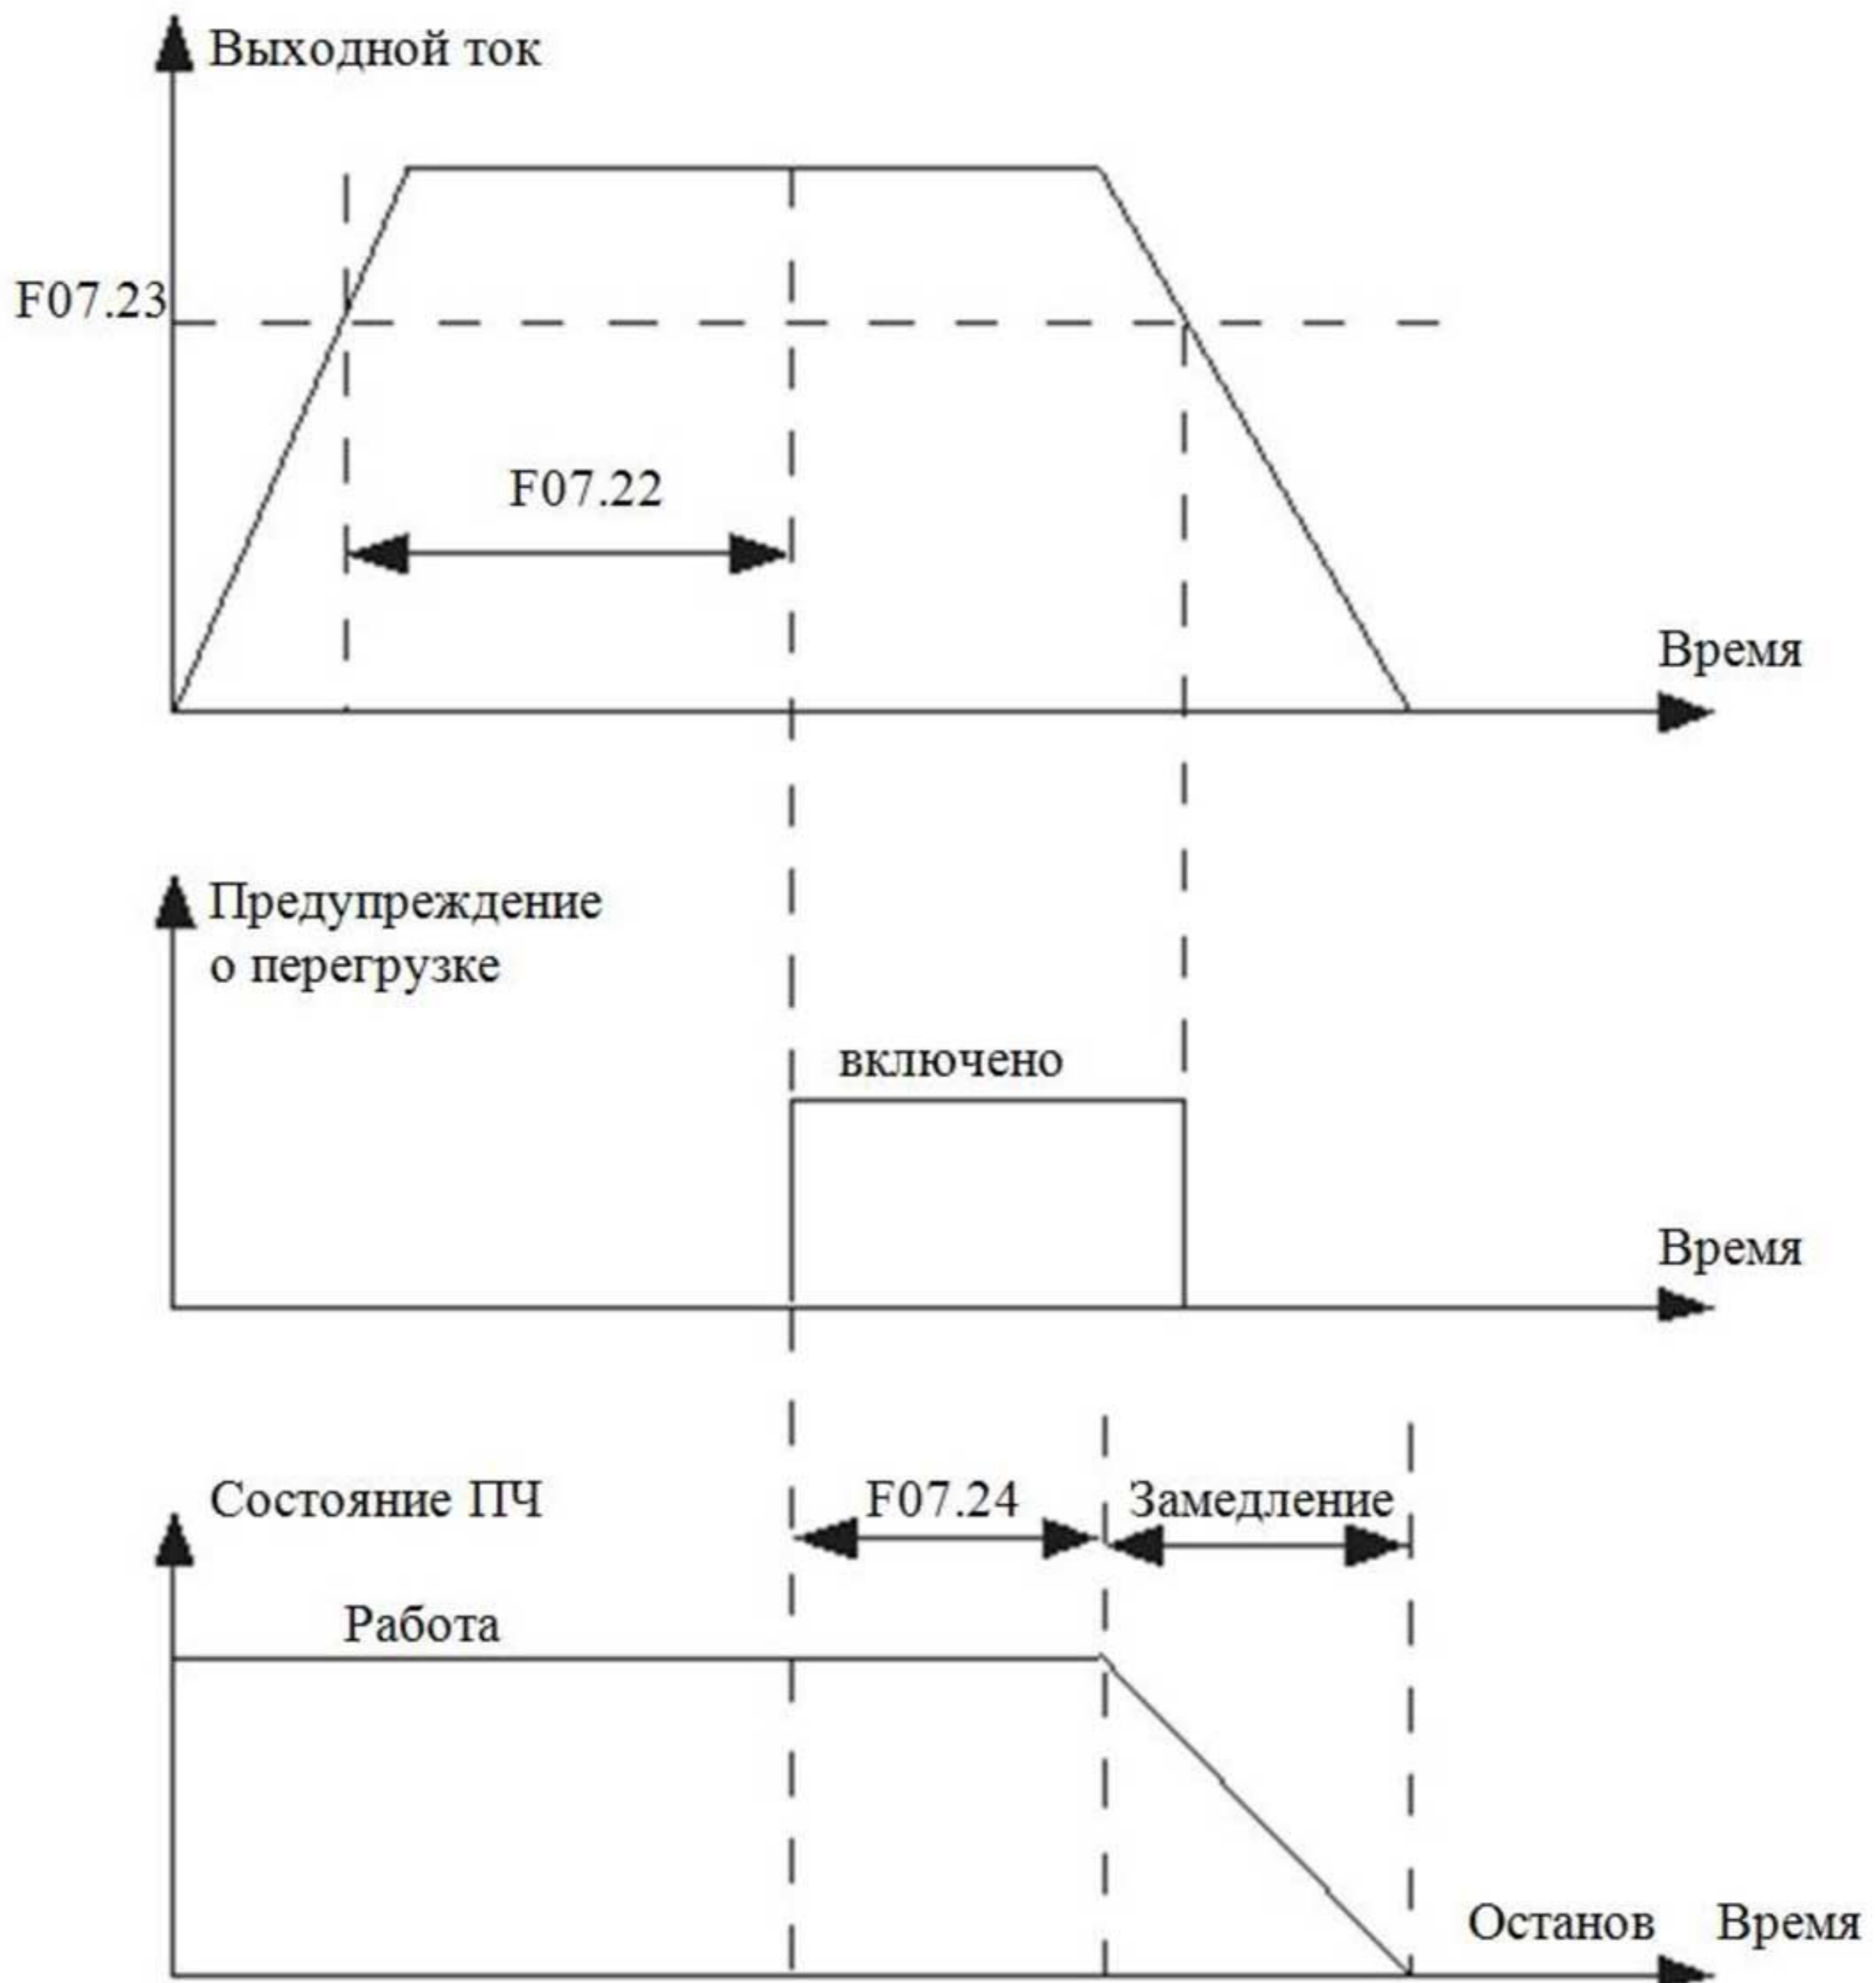 Выходной ток
F07.23
F07.22
Время
Предупреждение
о перегрузке
включено
Время
Состояние ПЧ
F07.24
Замедление
Работа
Останов
Время